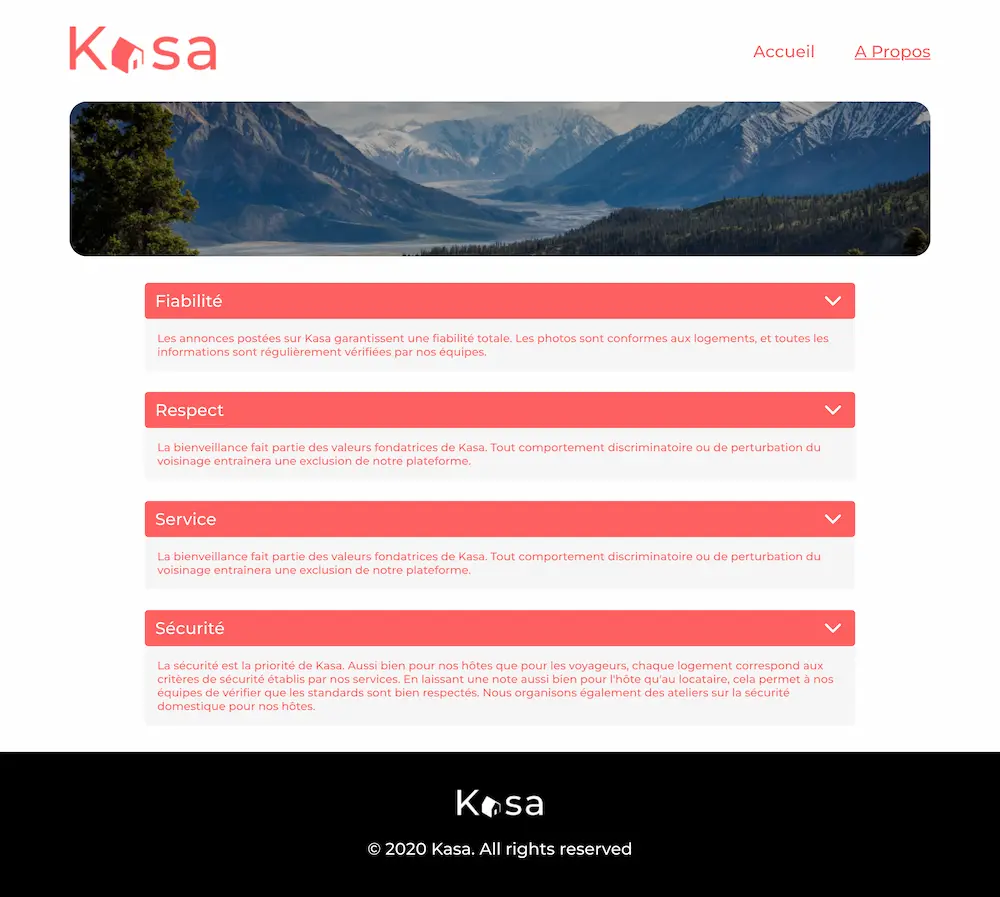 Kasa
Accueil
A Propos
Fiabilité
Les annonces postées sur Kasa garantissent une fiabilité totale. Les photos sont conformes aux logements, et toutes les
informations sont régulièrement vérifiées par nos équipes.
Respect
La bienveillance fait partie des valeurs fondatrices de Kasa. Tout comportement discriminatoire ou de perturbation du
voisinage entraînera une exclusion de notre plateforme.
Service
La bienveillance fait partie des valeurs fondatrices de Kasa. Tout comportement discriminatoire ou de perturbation du
voisinage entraînera une exclusion de notre plateforme.
Sécurité
La sécurité est la priorité de Kasa. Aussi bien pour nos hôtes que pour les voyageurs, chaque logement correspond aux
critères de sécurité établis par nos services. En laissant une note aussi bien pour l'hôte qu'au locataire, cela permet à nos
équipes de vérifier que les standards sont bien respectés. Nous organisons également des ateliers sur la sécurité
domestique pour nos hôtes.
Kasa
© 2020 Kasa. All rights reserved